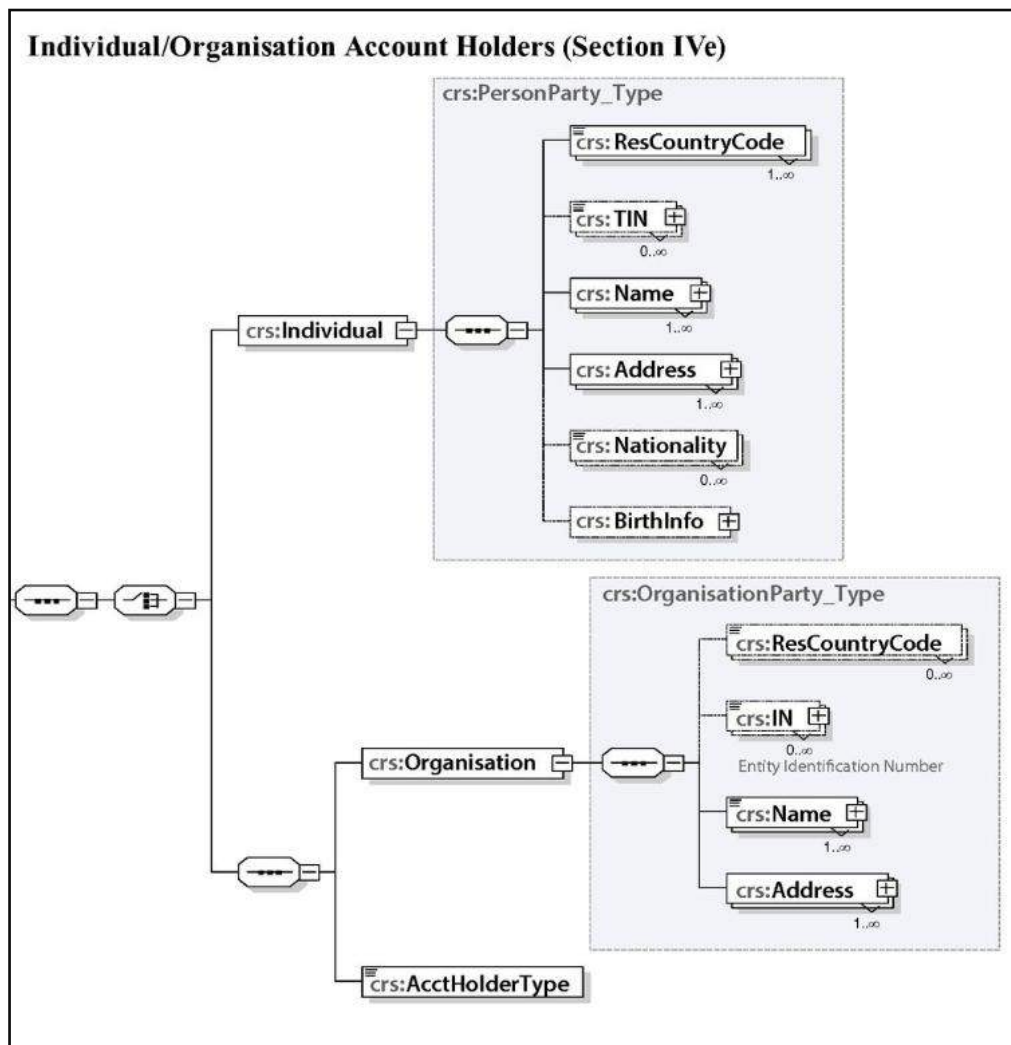 Individual/Organisation Account Holders (Section IVe)
crs:PersonParty_Type
crs:ResCountryCode
1..∞
crs:TIN
0..∞
crs:Name
1..∞
crs:Individual
crs:Address
1..∞
crs:Nationality
0..∞
crs:BirthInfo
crs:OrganisationParty_Type
crs:ResCountryCode
0..∞
crs:IN
0..∞
Entity Identification Number
crs:Organisation
crs:Name
1..∞
crs:Address
1..∞
crs:AcctHolderType